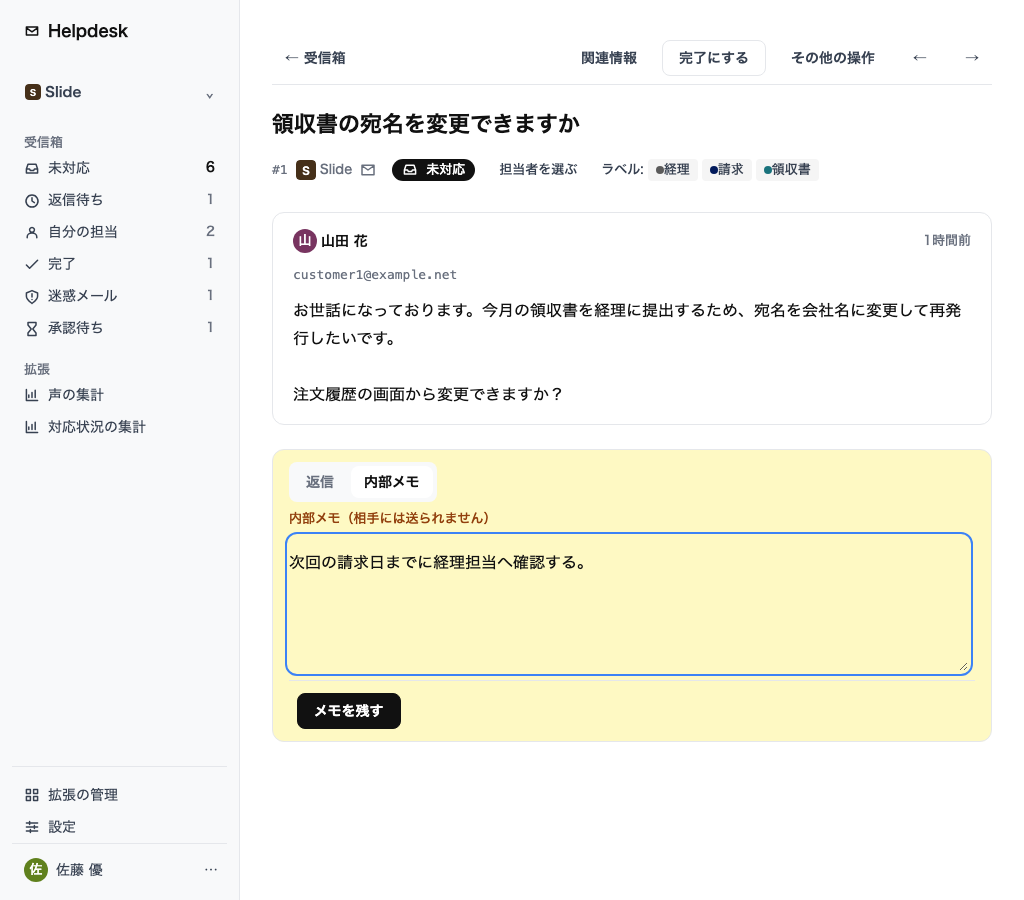 Helpdesk
S Slide
受信箱
未対応 6
返信待ち 1
自分の担当 2
完了 1
迷惑メール 1
承認待ち 1
拡張
声の集計
対応状況の集計
拡張の管理
設定
佐 佐藤 優 …
← 受信箱 関連情報 完了にする その他の操作 ← →
領収書の宛名を変更できますか
#1 S Slide 未対応 担当者を選ぶ ラベル: 経理 請求 領収書
山 山田 花 1時間前
customer1@example.net
お世話になっております。今月の領収書を経理に提出するため、宛名を会社名に変更して再発
行したいです。
注文履歴の画面から変更できますか？
返信 内部メモ
内部メモ（相手には送られません）
次回の請求日までに経理担当へ確認する。
メモを残す